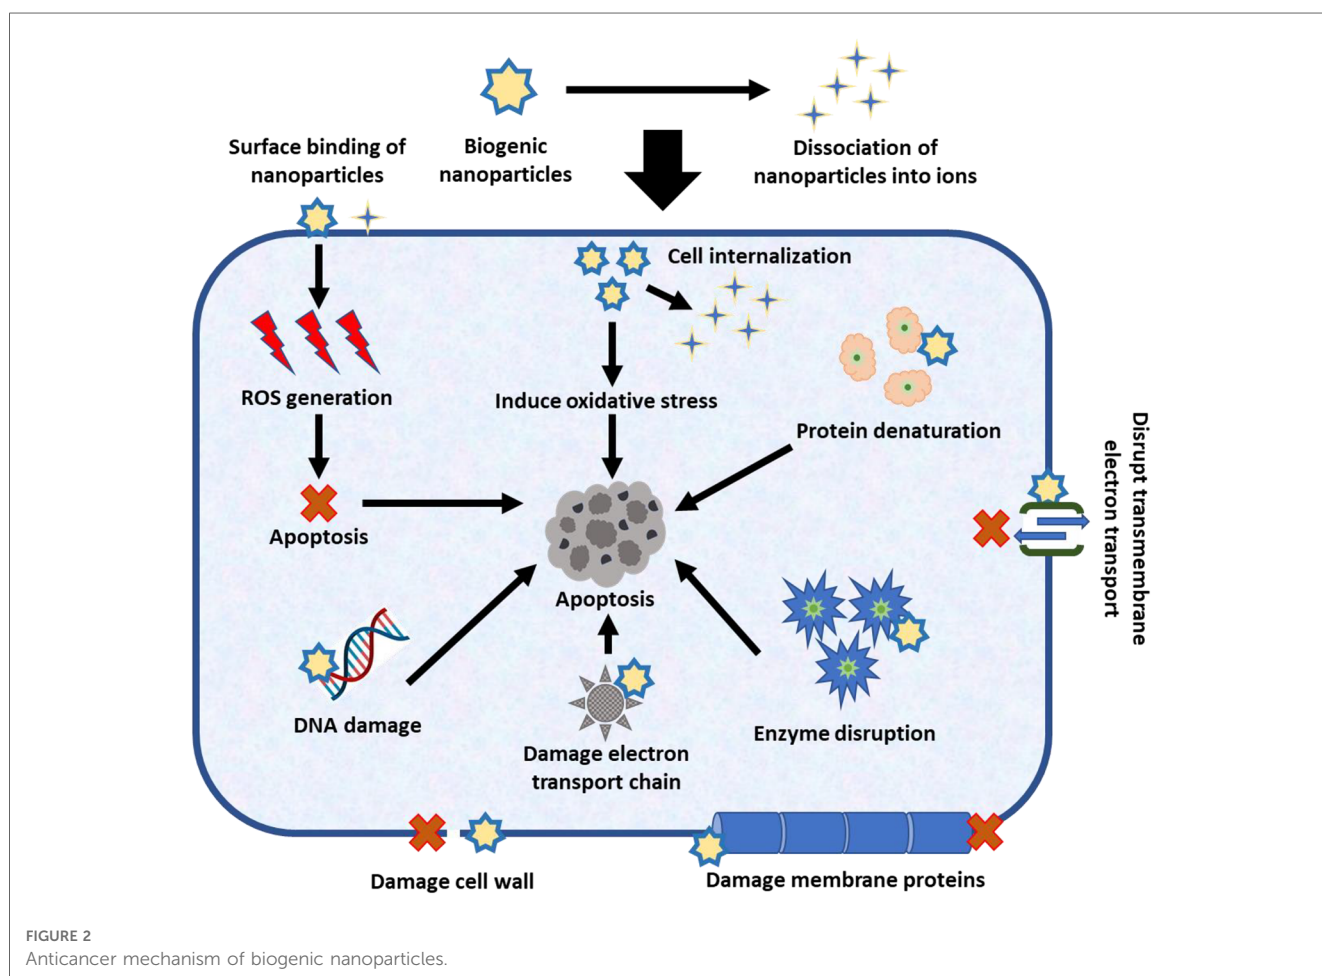 Surface binding of
nanoparticles
Biogenic
nanoparticles
Dissociation of
nanoparticles into ions
Cell internalization
ROS generation
Induce oxidative stress
Protein denaturation
Disrupt transmembrane
electron transport
Apoptosis
Apoptosis
DNA damage
Damage electron
transport chain
Enzyme disruption
Damage cell wall
Damage membrane proteins
FIGURE 2
Anticancer mechanism of biogenic nanoparticles.